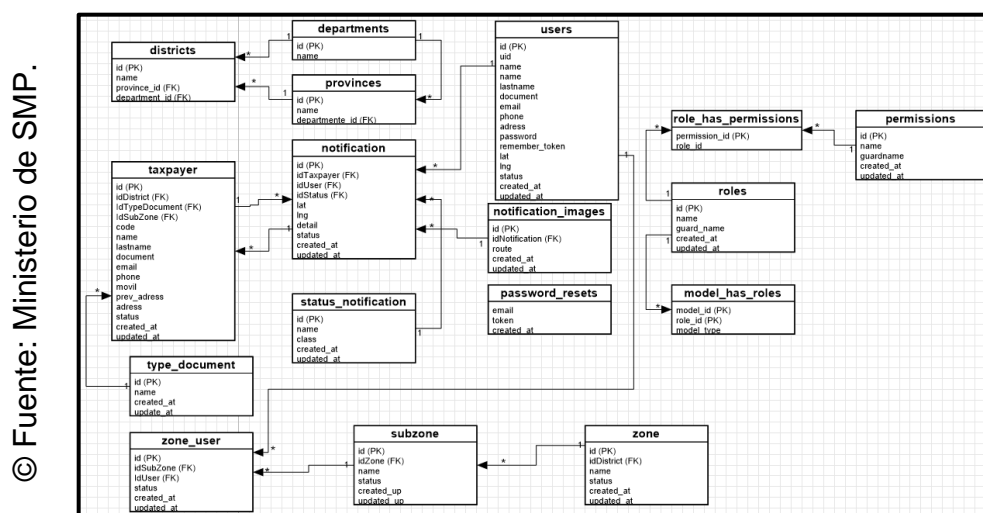 © Fuente: Ministerio de SMP.
districts
id (PK)
name
province_id (FK)
department_id (FK)
departments
id (PK)
name
provinces
id (PK)
name
departmente_id (FK)
users
id (PK)
uid
name
name
lastname
document
email
phone
adress
password
remember_token
lat
lng
status
created_at
updated_at
role_has_permissions
permission_id (PK)
role_id
permissions
id (PK)
name
guardname
created_at
updated_at
taxpayer
id (PK)
idDistrict (FK)
IdTypeDocument (FK)
IdSubZone (FK)
code
name
lastname
document
email
phone
movil
prev_adress
adress
status
created_at
updated_at
notification
id (PK)
idTaxpayer (FK)
idUser (FK)
idStatus (FK)
lat
lng
detail
status
created_at
updated_at
notification_images
id (PK)
idNotification (FK)
route
created_at
updated_at
roles
id (PK)
name
guard_name
created_at
updated_at
status_notification
id (PK)
name
class
created_at
updated_at
password_resets
email
token
created_at
model_has_roles
model_id (PK)
role_id (PK)
model_type
type_document
id (PK)
name
created_at
update_at
zone_user
id (PK)
idSubZone (FK)
IdUser (FK)
status
created_at
updated_at
subzone
id (PK)
idZone (FK)
name
status
created_up
updated_up
zone
id (PK)
idDistrict (FK)
name
status
created_at
updated_at